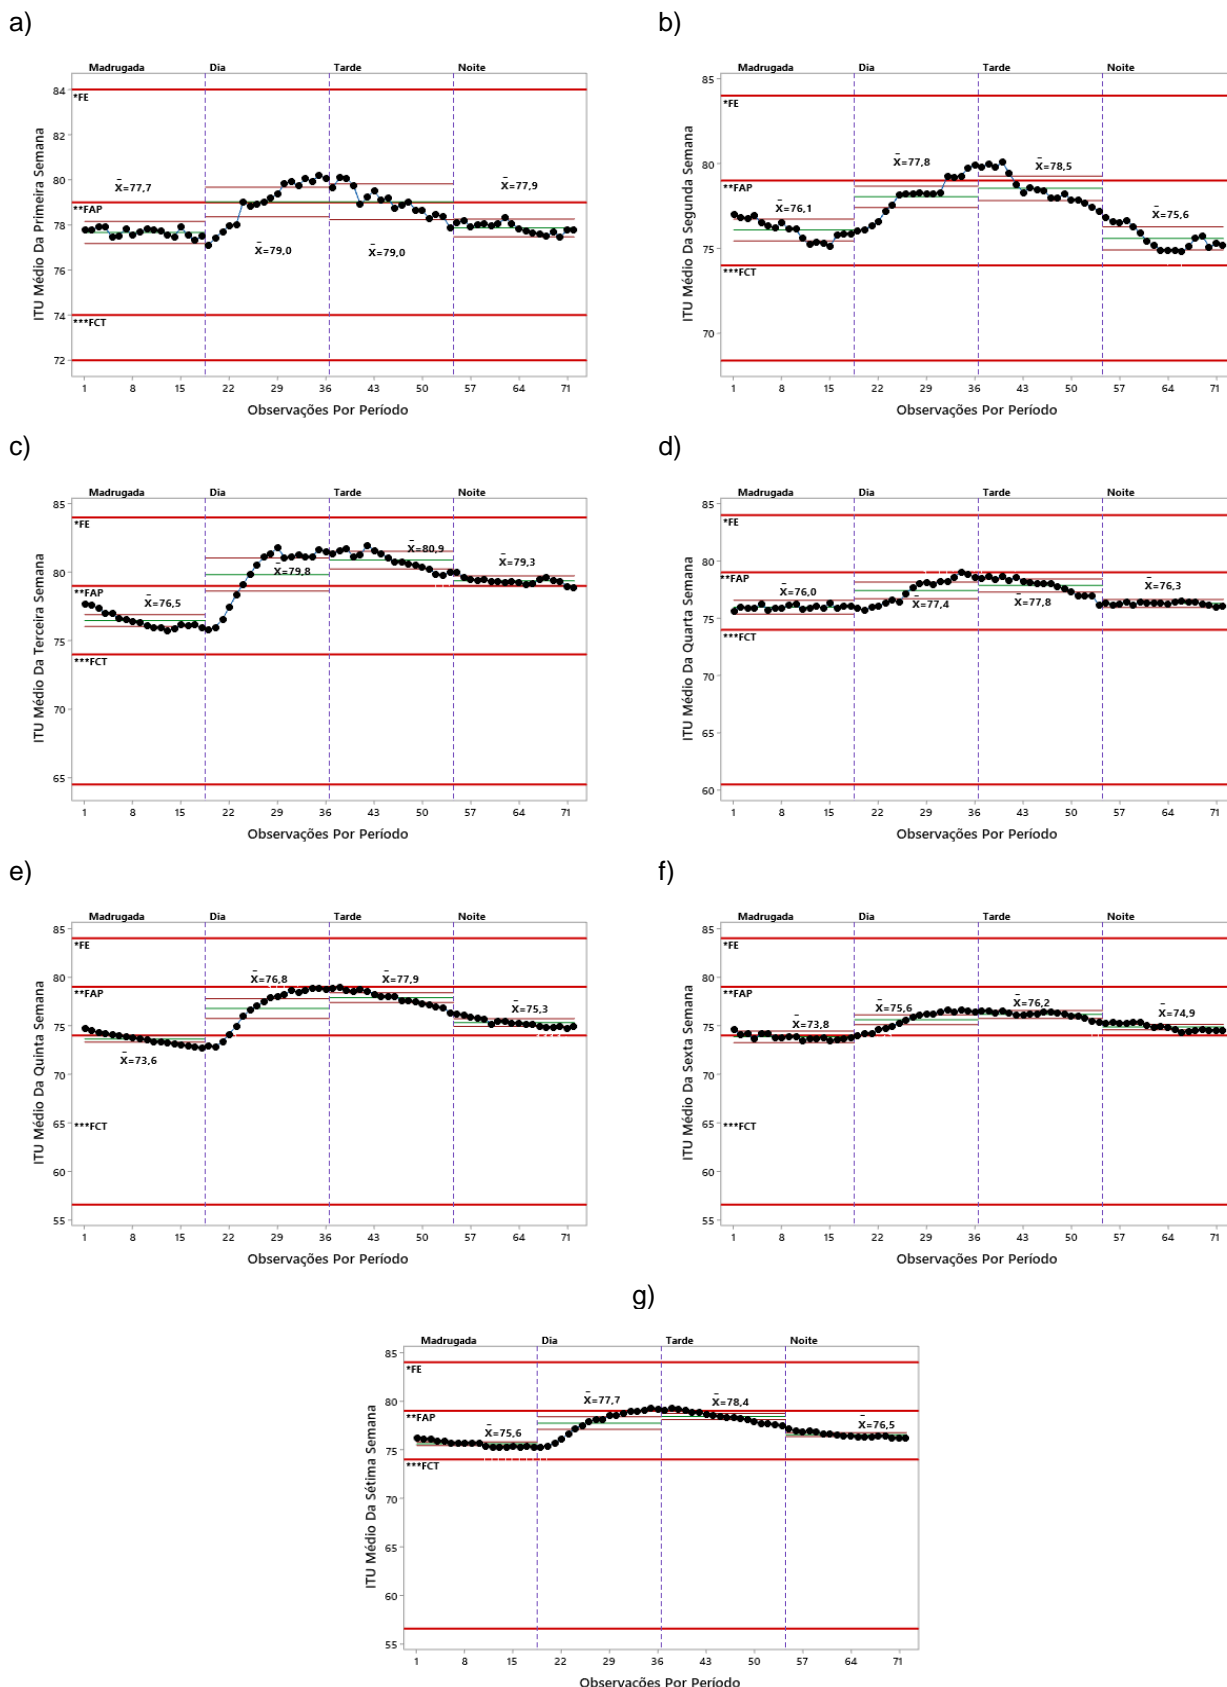 a)
Madrugada Dia Tarde Noite
84
*FE
82
80
X̄=77,7
X̄=77,9
**FAP
78
X̄=79,0
X̄=79,0
76
74
***FCT
72
1 8 15 22 29 36 43 50 57 64 71
ITU Médio Da Primeira Semana
Observações Por Período
b)
Madrugada Dia Tarde Noite
85
*FE
80
X̄=77,8
X̄=78,5
**FAP
X̄=76,1
X̄=75,6
75
***FCT
70
1 8 15 22 29 36 43 50 57 64 71
ITU Médio Da Segunda Semana
Observações Por Período
c)
Madrugada Dia Tarde Noite
85
*FE
X̄=80,9
X̄=79,3
80
X̄=79,8
**FAP
X̄=76,5
75
***FCT
70
65
1 8 15 22 29 36 43 50 57 64 71
ITU Médio Da Terceira Semana
Observações Por Período
d)
Madrugada Dia Tarde Noite
85
*FE
80
**FAP
X̄=76,0
X̄=76,3
X̄=77,4
X̄=77,8
75
***FCT
70
65
60
1 8 15 22 29 36 43 50 57 64 71
ITU Médio Da Quarta Semana
Observações Por Período
e)
Madrugada Dia Tarde Noite
85
*FE
80
X̄=76,8
X̄=77,9
**FAP
X̄=75,3
75
X̄=73,6
70
65
***FCT
60
55
1 8 15 22 29 36 43 50 57 64 71
ITU Médio Da Quinta Semana
Observações Por Período
f)
Madrugada Dia Tarde Noite
85
*FE
80
**FAP
X̄=75,6
X̄=76,2
X̄=74,9
X̄=73,8
75
70
65
***FCT
60
55
1 8 15 22 29 36 43 50 57 64 71
ITU Médio Da Sexta Semana
Observações Por Período
g)
Madrugada Dia Tarde Noite
85
*FE
80
X̄=77,7
X̄=78,4
**FAP
X̄=75,6
X̄=76,5
75
***FCT
70
65
60
55
1 8 15 22 29 36 43 50 57 64 71
ITU Médio Da Sétima Semana
Observações Por Período